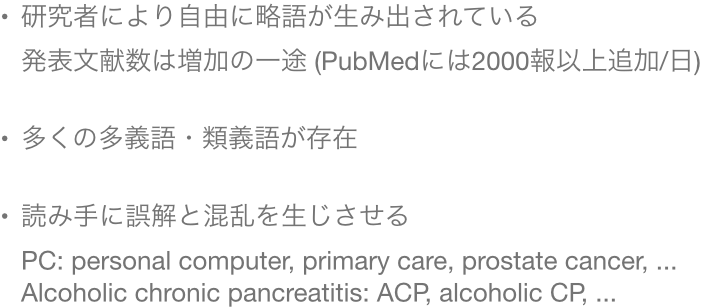 • 研究者により自由に略語が生み出されている
発表文献数は増加の一途 (PubMedには2000報以上追加/日)
• 多くの多義語・類義語が存在
• 読み手に誤解と混乱を生じさせる
PC: personal computer, primary care, prostate cancer, ...
Alcoholic chronic pancreatitis: ACP, alcoholic CP, ...